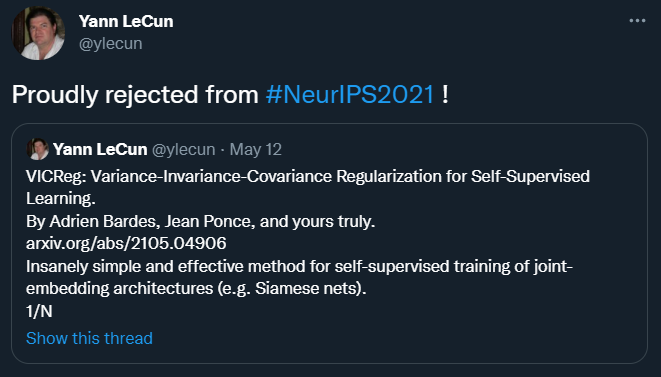 Yann LeCun
@ylecun
Proudly rejected from #NeurIPS2021 !
Yann LeCun @ylecun · May 12
VICReg: Variance-Invariance-Covariance Regularization for Self-Supervised
Learning.
By Adrien Bardes, Jean Ponce, and yours truly.
arxiv.org/abs/2105.04906
Insanely simple and effective method for self-supervised training of joint-
embedding architectures (e.g. Siamese nets).
1/N
Show this thread